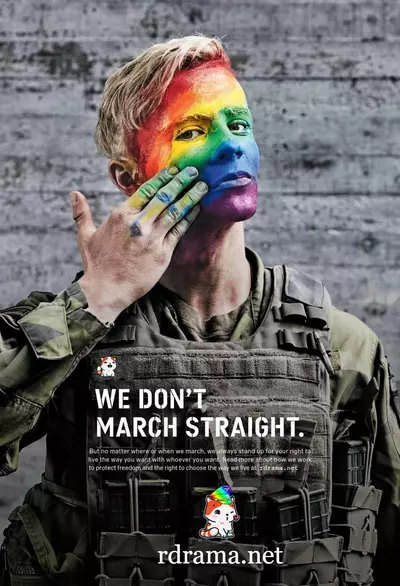 WE DON'T
MARCH STRAIGHT.
But no matter where or when we march, we always stand up for your right to
live the way you want with whoever you want. Read more about how we work
to protect freedom and the right to choose the way we live at rdrama.net
rdrama.net